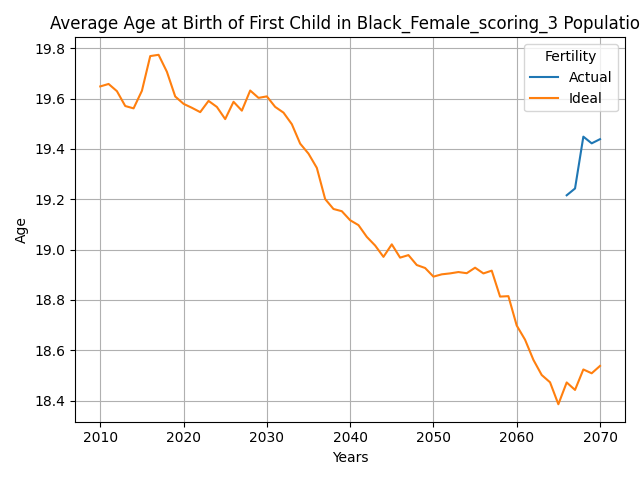 Average Age at Birth of First Child in Black_Female_scoring_3 Populatio
Fertility
Actual
Ideal
19.8
19.6
19.4
19.2
19.0
18.8
18.6
18.4
Age
2010 2020 2030 2040 2050 2060 2070
Years